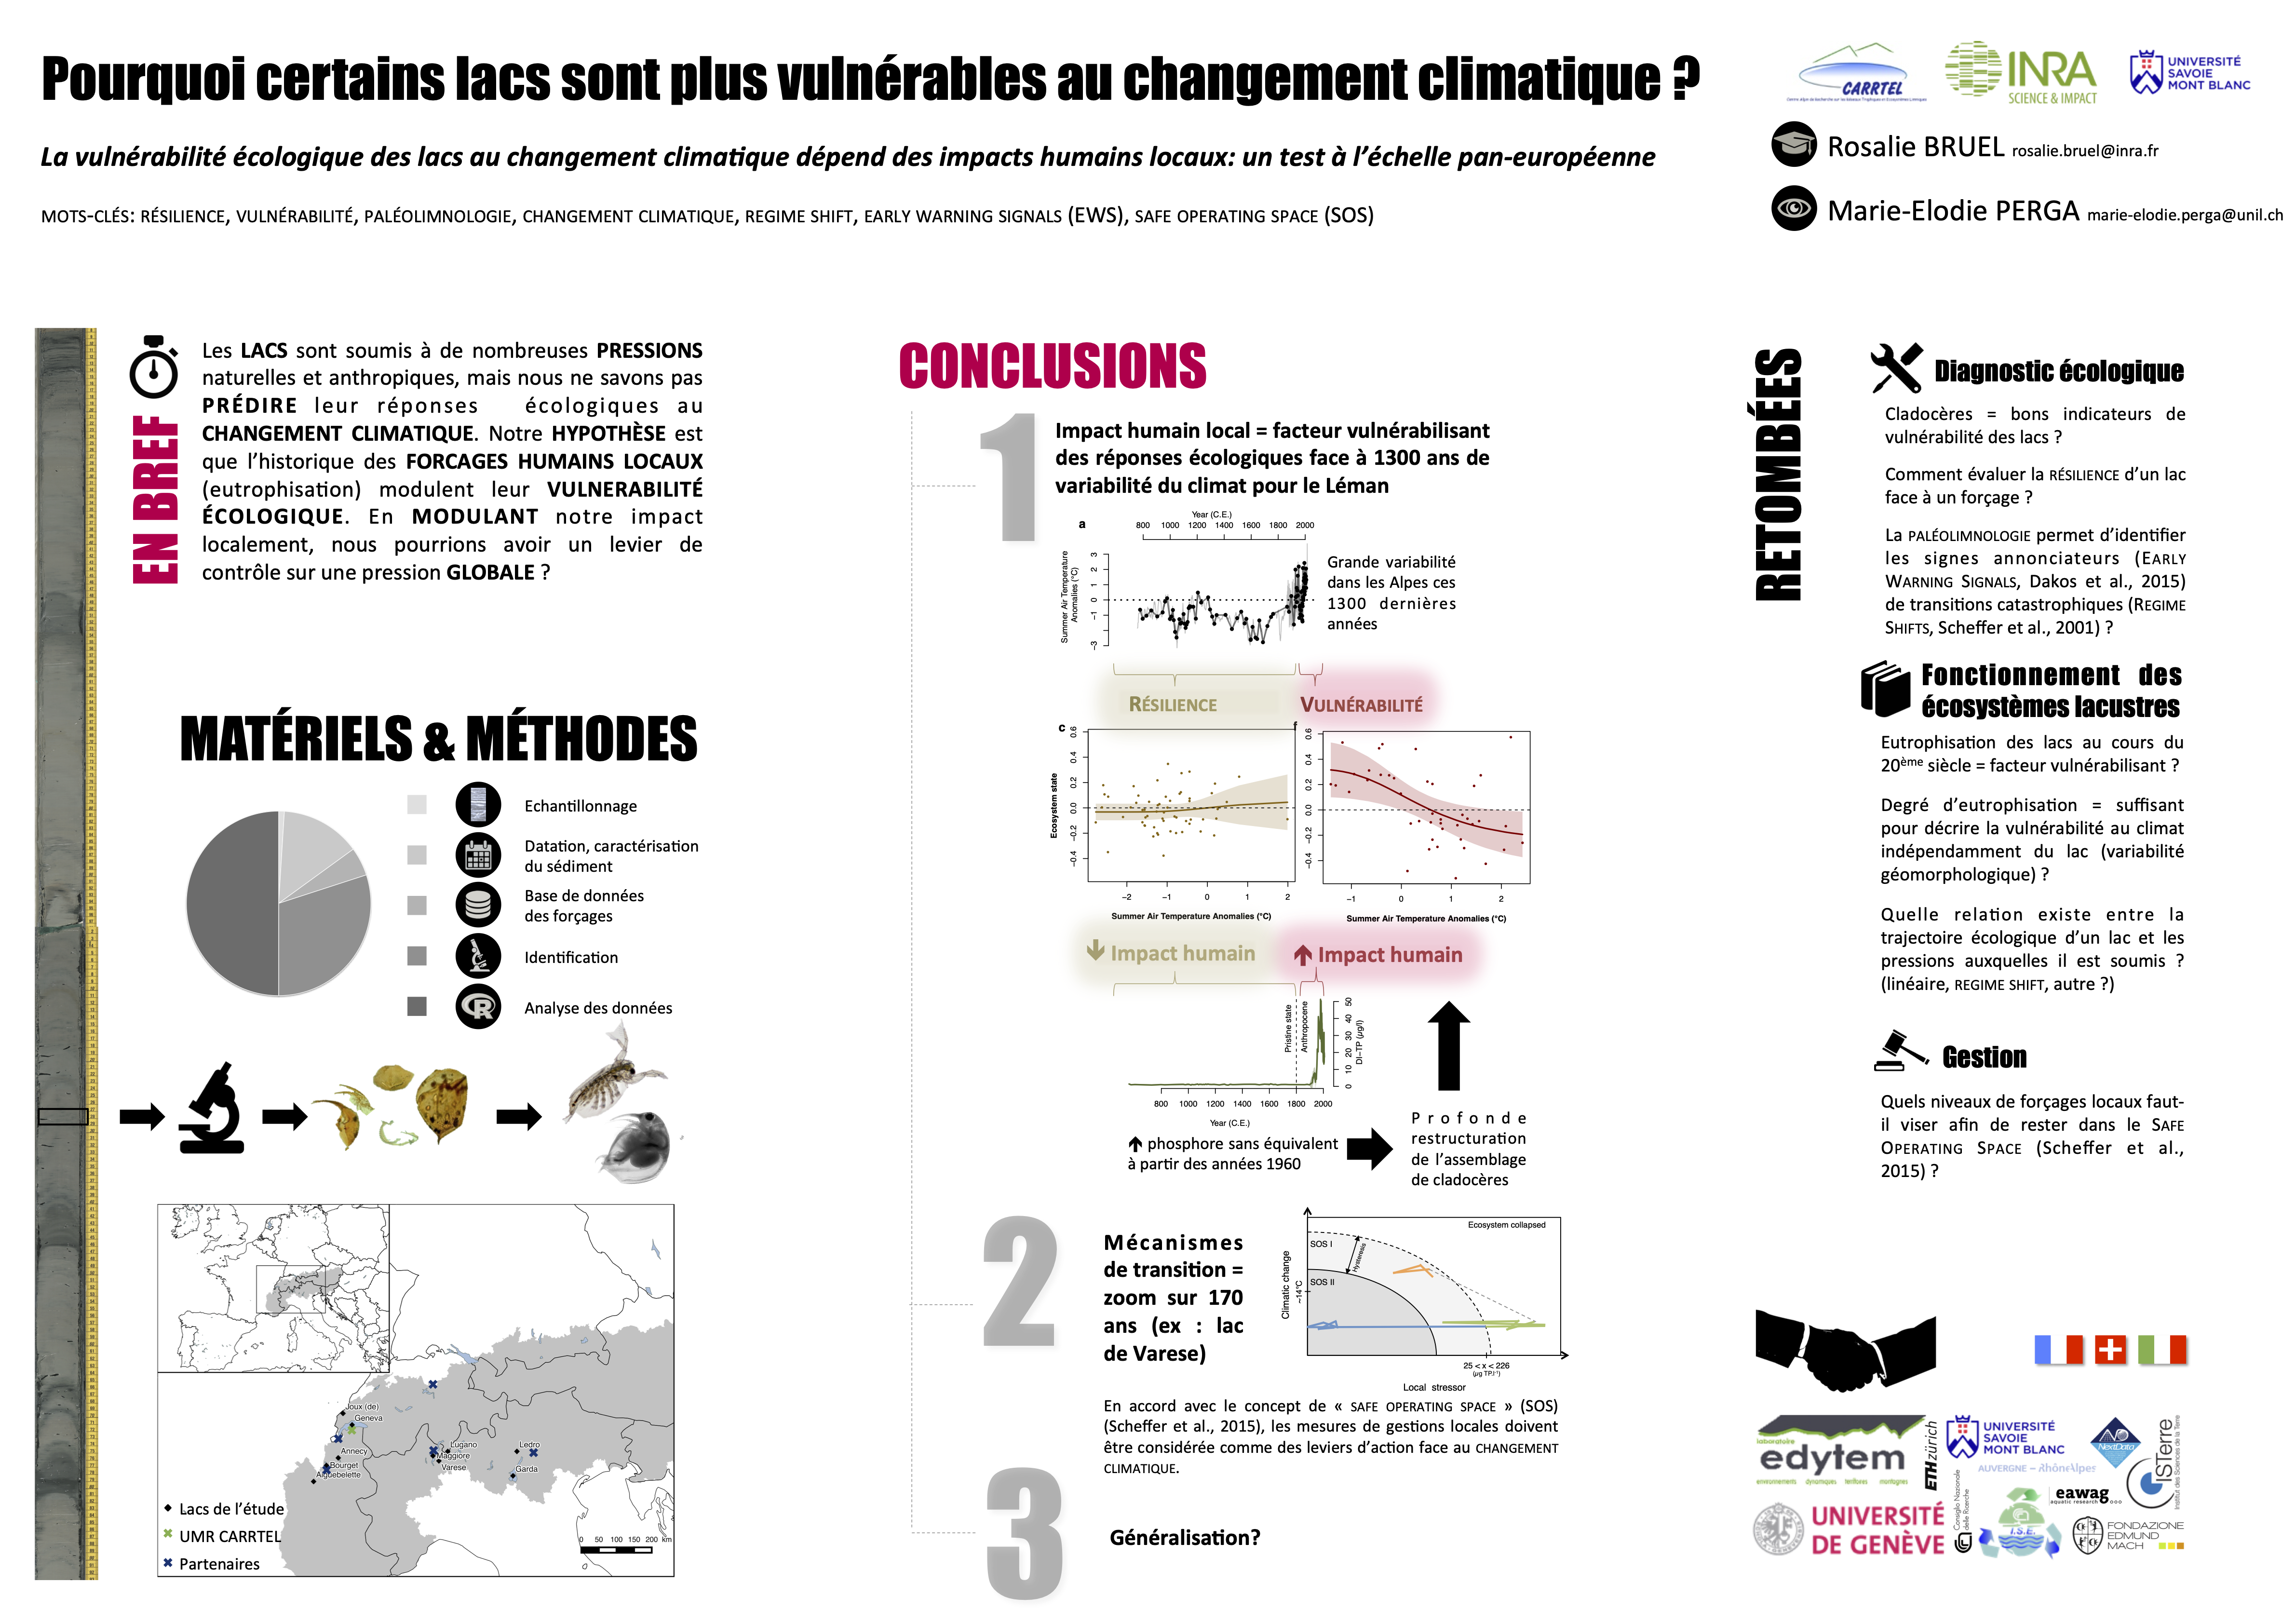 Pourquoi certains lacs sont plus vulnérables au changement climatique ?
La vulnérabilité écologique des lacs au changement climatique dépend des impacts humains locaux: un test à l'échelle pan-européenne
MOTS-CLÉS: RÉSILIENCE, VULNÉRABILITÉ, PALÉOLIMNOLOGIE, CHANGEMENT CLIMATIQUE, REGIME SHIFT, EARLY WARNING SIGNALS (EWS), SAFE OPERATING SPACE (SOS)
CARRTEL
INRA
SCIENCE & IMPACT
UNIVERSITÉ
SAVOIE
MONT BLANC
Rosalie BRUEL rosalie.bruel@inra.fr
Marie-Elodie PERGA marie-elodie.perga@unil.ch
EN BREF
Les LACS sont soumis à de nombreuses PRESSIONS
naturelles et anthropiques, mais nous ne savons pas
PRÉDIRE leur réponses écologiques au
CHANGEMENT CLIMATIQUE. Notre HYPOTHÈSE est
que l'historique des FORCAGES HUMAINS LOCAUX
(eutrophisation) modulent leur VULNERABILITÉ
ÉCOLOGIQUE. En MODULANT notre impact
localement, nous pourrions avoir un levier de
contrôle sur une pression GLOBALE ?
MATÉRIELS & MÉTHODES
Echantillonnage
Datation, caractérisation
du sédiment
Base de données
des forçages
Identification
R
Analyse des données
Joux (de)
Geneva
Annecy
Bourget
Aiguebelette
Lugano
Maggiore
Varese
Ledro
Garda
Lacs de l'étude
UMR CARRTEL
Partenaires
0 50 100 150 200 km
CONCLUSIONS
1
Impact humain local = facteur vulnérabilisant
des réponses écologiques face à 1300 ans de
variabilité du climat pour le Léman
a
Year (C.E.)
800 1000 1200 1400 1600 1800 2000
Summer Air Temperature
Anomalies (°C)
3
2
1
0
−1
−3
Grande variabilité
dans les Alpes ces
1300 dernières
années
RÉSILIENCE
VULNÉRABILITÉ
c
Ecosystem state
0.6
0.4
0.2
0.0
−0.2
−0.4
−2 −1 0 1 2
Summer Air Temperature Anomalies (°C)
f
0.6
0.4
0.2
0.0
−0.2
−0.4
−1 0 1 2
Summer Air Temperature Anomalies (°C)
Impact humain
Impact humain
Pristine state
Anthropocene
50
40
30
20
10
0
DI−TP (µg/l)
800 1000 1200 1400 1600 1800 2000
Year (C.E.)
phosphore sans équivalent
à partir des années 1960
Profonde
restructuration
de l'assemblage
de cladocères
2
Mécanismes
de transition =
zoom sur 170
ans (ex : lac
de Varese)
Ecosystem collapsed
SOS I
Hysteresis
SOS II
Climatic change
~14°C
25 < x < 226
(µg TP.l⁻¹)
Local stressor
En accord avec le concept de « SAFE OPERATING SPACE » (SOS)
(Scheffer et al., 2015), les mesures de gestions locales doivent
être considérée comme des leviers d'action face au CHANGEMENT
CLIMATIQUE.
3
Généralisation?
RETOMBÉES
Diagnostic écologique
Cladocères = bons indicateurs de
vulnérabilité des lacs ?
Comment évaluer la RÉSILIENCE d'un lac
face à un forçage ?
La PALÉOLIMNOLOGIE permet d'identifier
les signes annonciateurs (EARLY
WARNING SIGNALS, Dakos et al., 2015)
de transitions catastrophiques (REGIME
SHIFTS, Scheffer et al., 2001) ?
Fonctionnement des
écosystèmes lacustres
Eutrophisation des lacs au cours du
20ème siècle = facteur vulnérabilisant ?
Degré d'eutrophisation = suffisant
pour décrire la vulnérabilité au climat
indépendamment du lac (variabilité
géomorphologique) ?
Quelle relation existe entre la
trajectoire écologique d'un lac et les
pressions auxquelles il est soumis ?
(linéaire, REGIME SHIFT, autre ?)
Gestion
Quels niveaux de forçages locaux faut-
il viser afin de rester dans le SAFE
OPERATING SPACE (Scheffer et al.,
2015) ?
laboratoire
edytem
environnements dynamiques territoires montagnes
ETHzürich
UNIVERSITÉ
SAVOIE
MONT BLANC
AUVERGNE – RhôneAlpes
NextData
ISTerre
Institut des Sciences de la Terre
UNIVERSITÉ
DE GENÈVE
Consiglio Nazionale
delle Ricerche
I.S.E.
eawag
aquatic research
FONDAZIONE
EDMUND
MACH